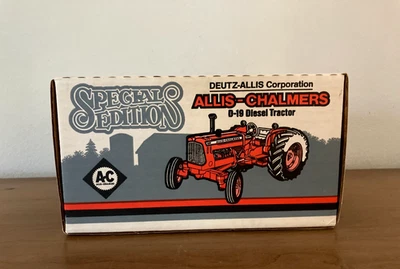 SPECIAL
EDITION
DEUTZ-ALLIS Corporation
ALLIS-CHALMERS
D-19 Diesel Tractor
A-C